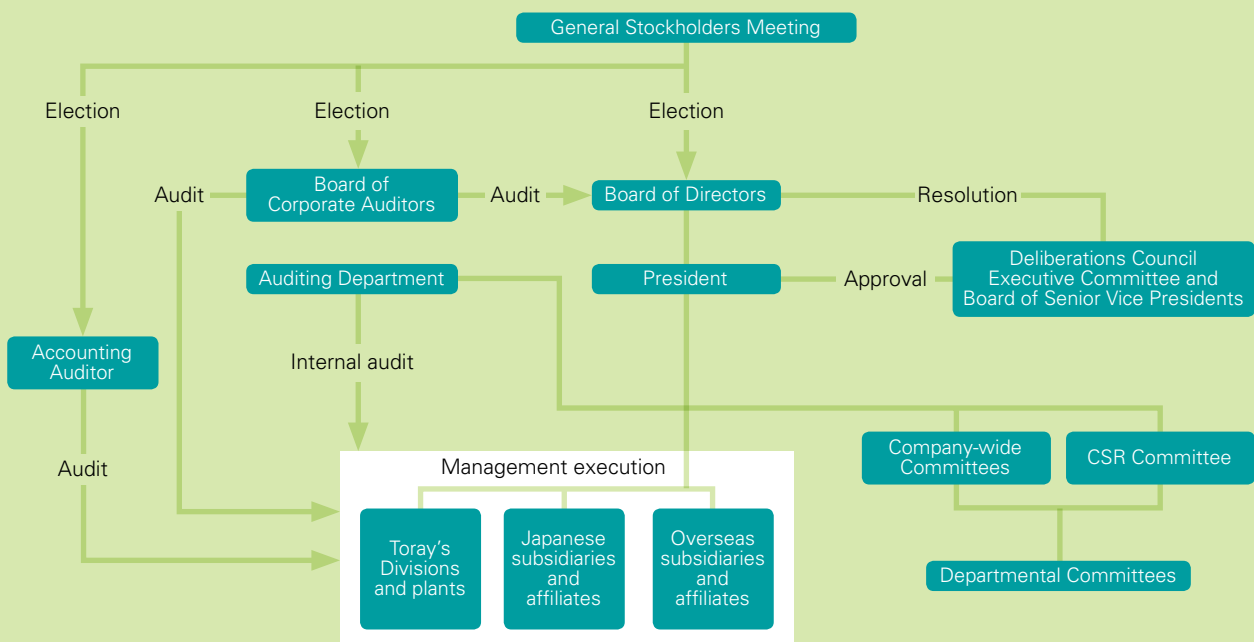 General Stockholders Meeting
Election
Election
Election
Audit
Board of
Corporate Auditors
Audit
Board of Directors
Resolution
Auditing Department
President
Approval
Deliberations Council
Executive Committee and
Board of Senior Vice Presidents
Accounting
Auditor
Internal audit
Audit
Management execution
Company-wide
Committees
CSR Committee
Toray's
Divisions
and plants
Japanese
subsidiaries
and
affiliates
Overseas
subsidiaries
and
affiliates
Departmental Committees